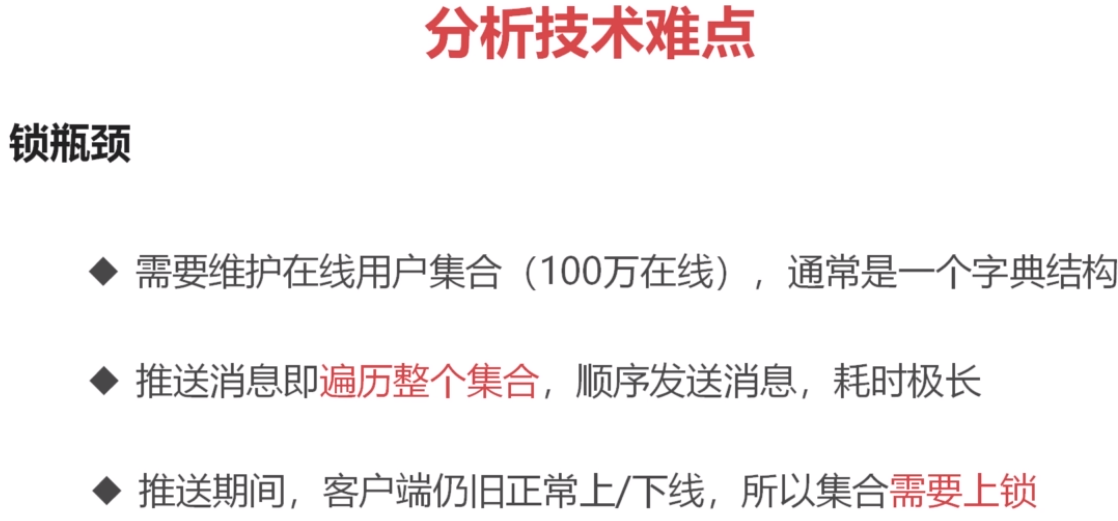 分析技术难点
锁瓶颈
◆ 需要维护在线用户集合（100万在线），通常是一个字典结构
◆ 推送消息即遍历整个集合，顺序发送消息，耗时极长
◆ 推送期间，客户端仍旧正常上/下线，所以集合需要上锁